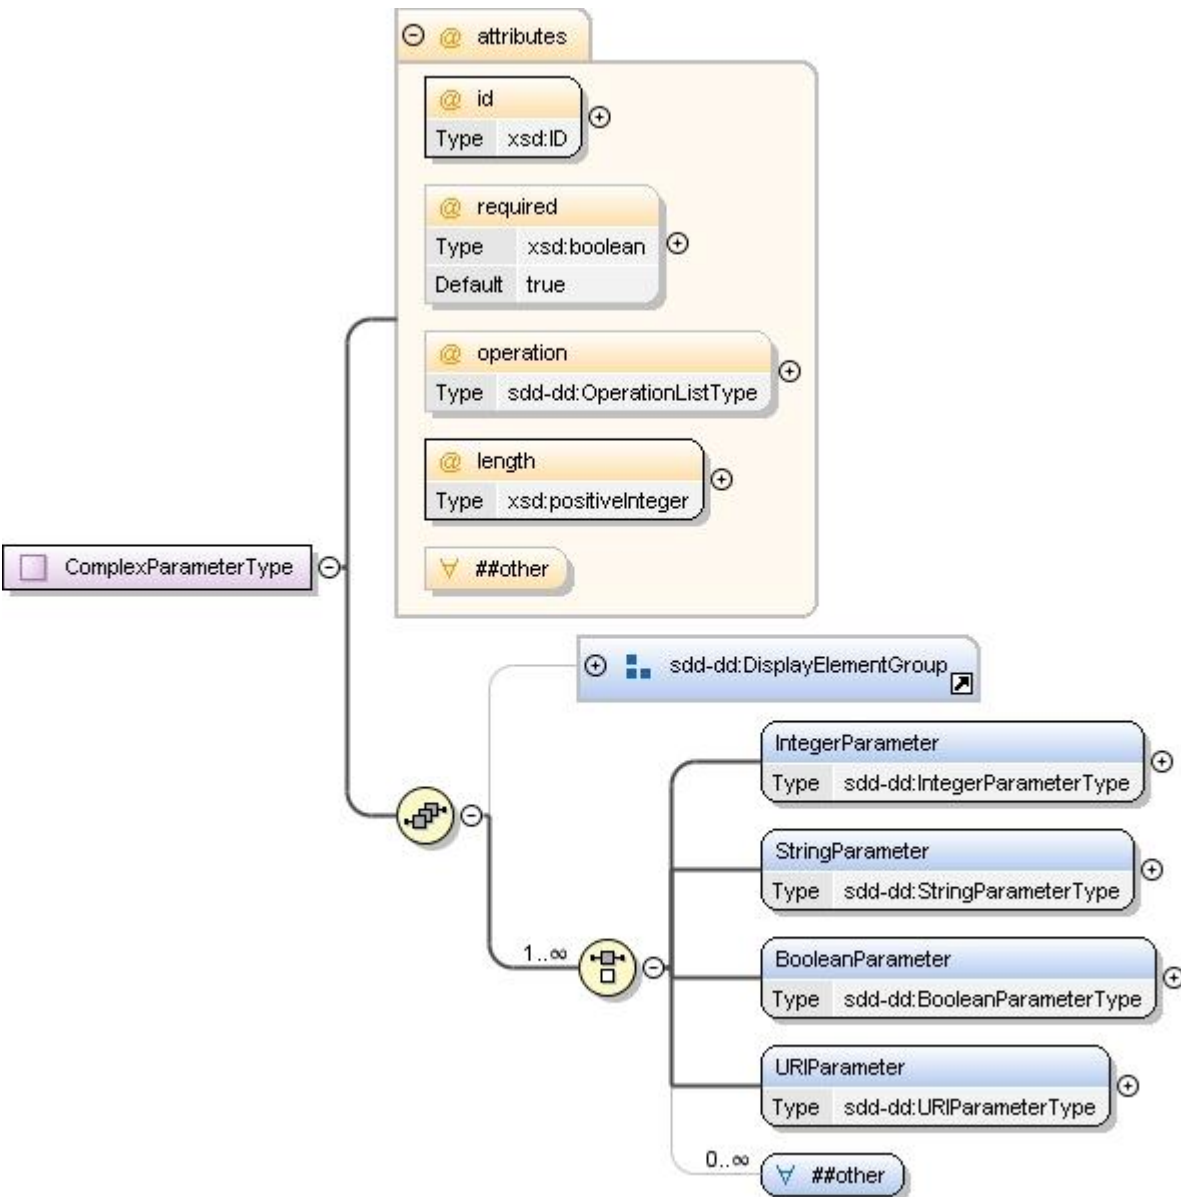 @ attributes
@ id
Type xsd:ID
@ required
Type xsd:boolean
Default true
@ operation
Type sdd-dd:OperationListType
@ length
Type xsd:positiveInteger
∀ ##other
ComplexParameterType
sdd-dd:DisplayElementGroup
1..∞
IntegerParameter
Type sdd-dd:IntegerParameterType
StringParameter
Type sdd-dd:StringParameterType
BooleanParameter
Type sdd-dd:BooleanParameterType
URIParameter
Type sdd-dd:URIParameterType
0..∞
∀ ##other